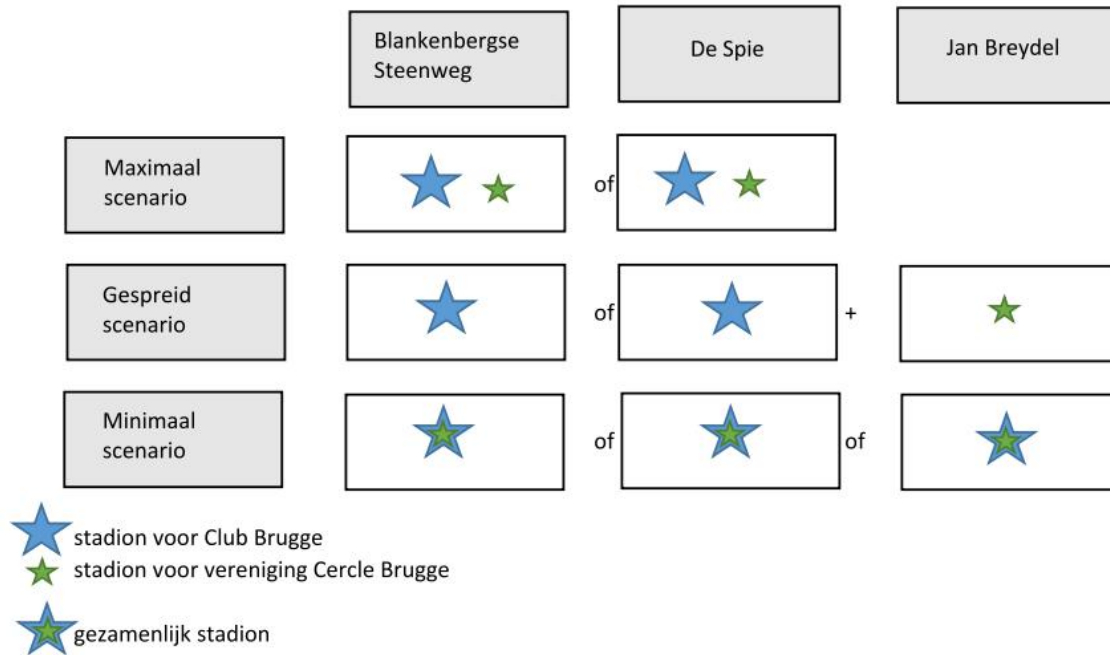 Blankenbergse
Steenweg
De Spie
Jan Breydel
Maximaal
scenario
of
Gespreid
scenario
of
+
Minimaal
scenario
of
of
stadion voor Club Brugge
stadion voor vereniging Cercle Brugge
gezamenlijk stadion